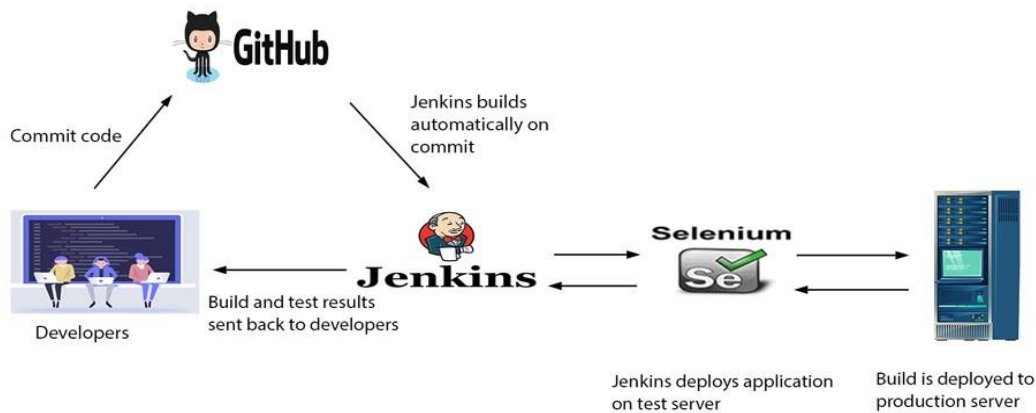 GitHub
Jenkins builds
automatically on
commit
Commit code
Selenium
Se
Jenkins
Build and test results
sent back to developers
Developers
Jenkins deploys application
on test server
Build is deployed to
production server